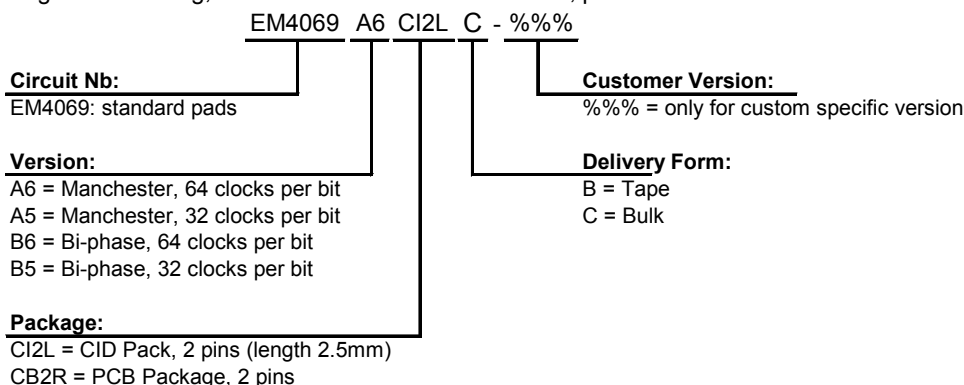 EM4069 A6 CI2L C - %%%
Circuit Nb:
EM4069: standard pads
Customer Version:
%%% = only for custom specific version
Version:
A6 = Manchester, 64 clocks per bit
A5 = Manchester, 32 clocks per bit
B6 = Bi-phase, 64 clocks per bit
B5 = Bi-phase, 32 clocks per bit
Delivery Form:
B = Tape
C = Bulk
Package:
CI2L = CID Pack, 2 pins (length 2.5mm)
CB2R = PCB Package, 2 pins